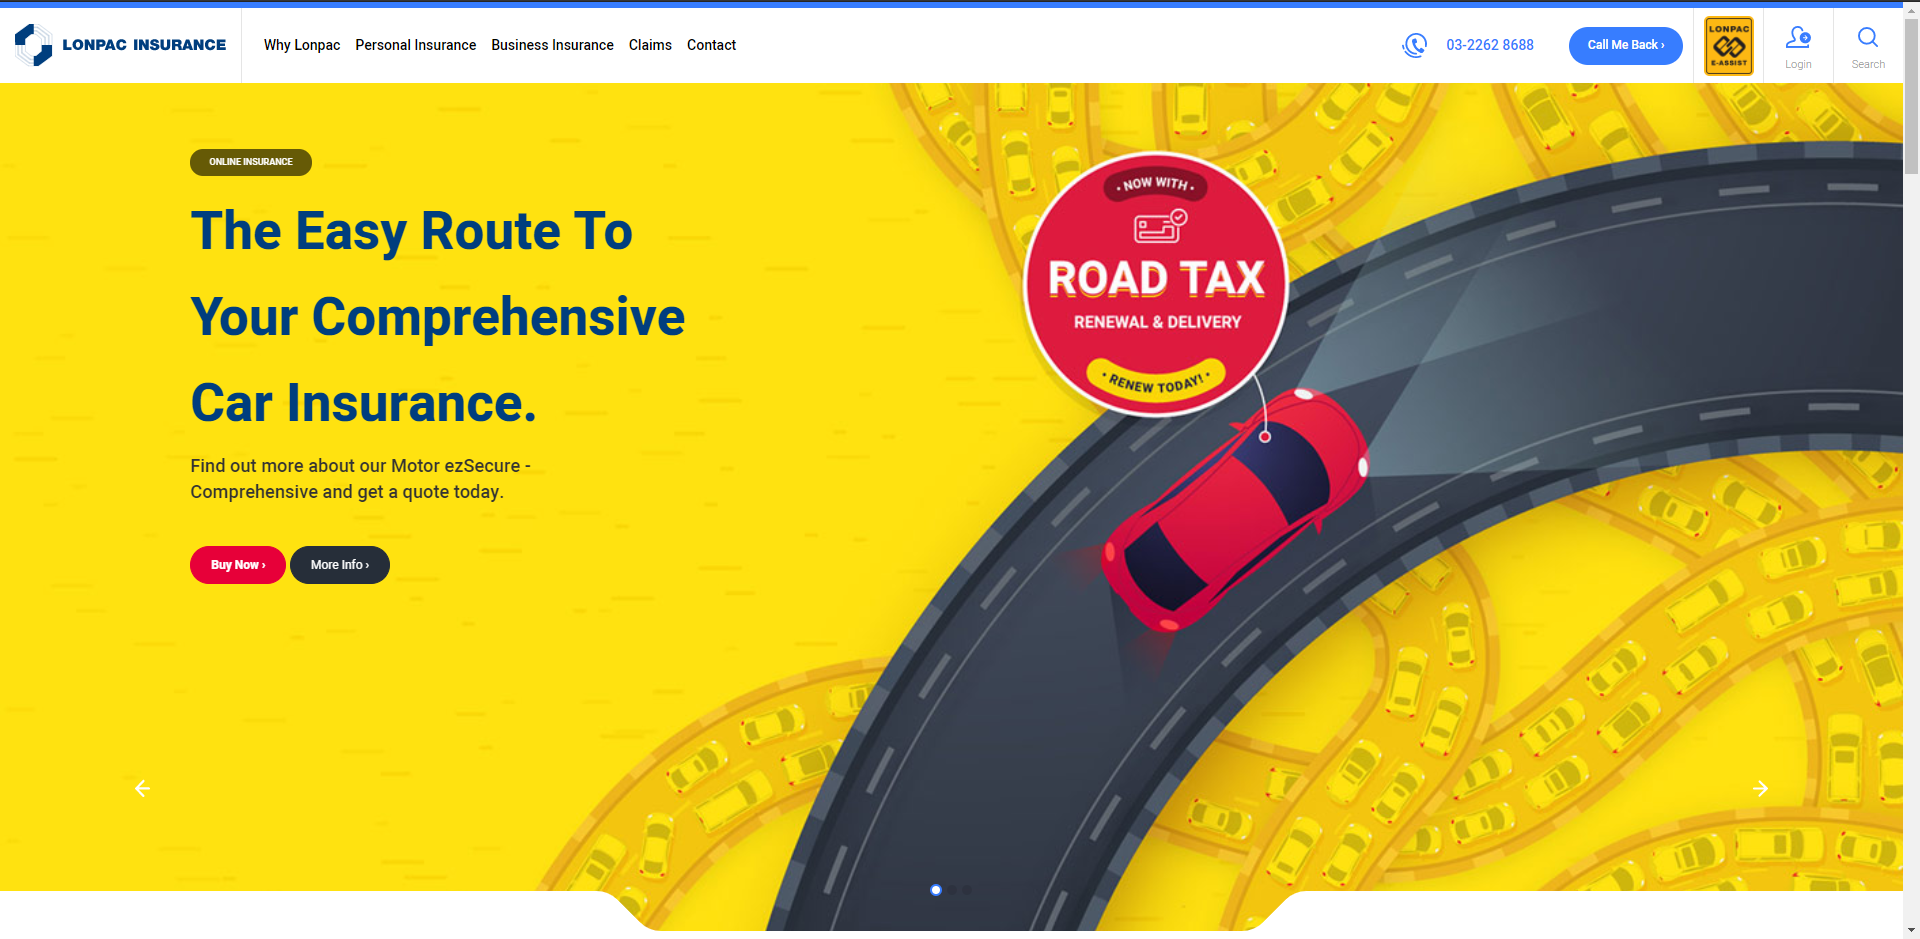 LONPAC INSURANCE
Why Lonpac
Personal Insurance
Business Insurance
Claims
Contact
03-2262 8688
Call Me Back ›
LONPAC
E-ASSIST
Login
Search
ONLINE INSURANCE
The Easy Route To
Your Comprehensive
Car Insurance.
Find out more about our Motor ezSecure -
Comprehensive and get a quote today.
Buy Now ›
More Info ›
• NOW WITH •
ROAD TAX
RENEWAL & DELIVERY
• RENEW TODAY! •